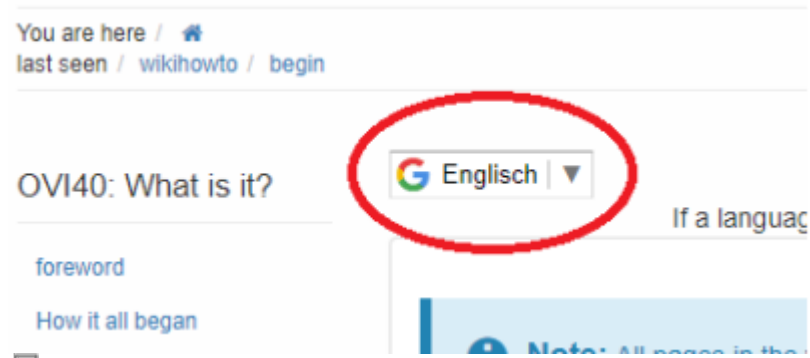 You are here /
last seen / wikihowto / begin
OVI40: What is it?
Englisch
If a languag
foreword
How it all began
Note: All pages in the